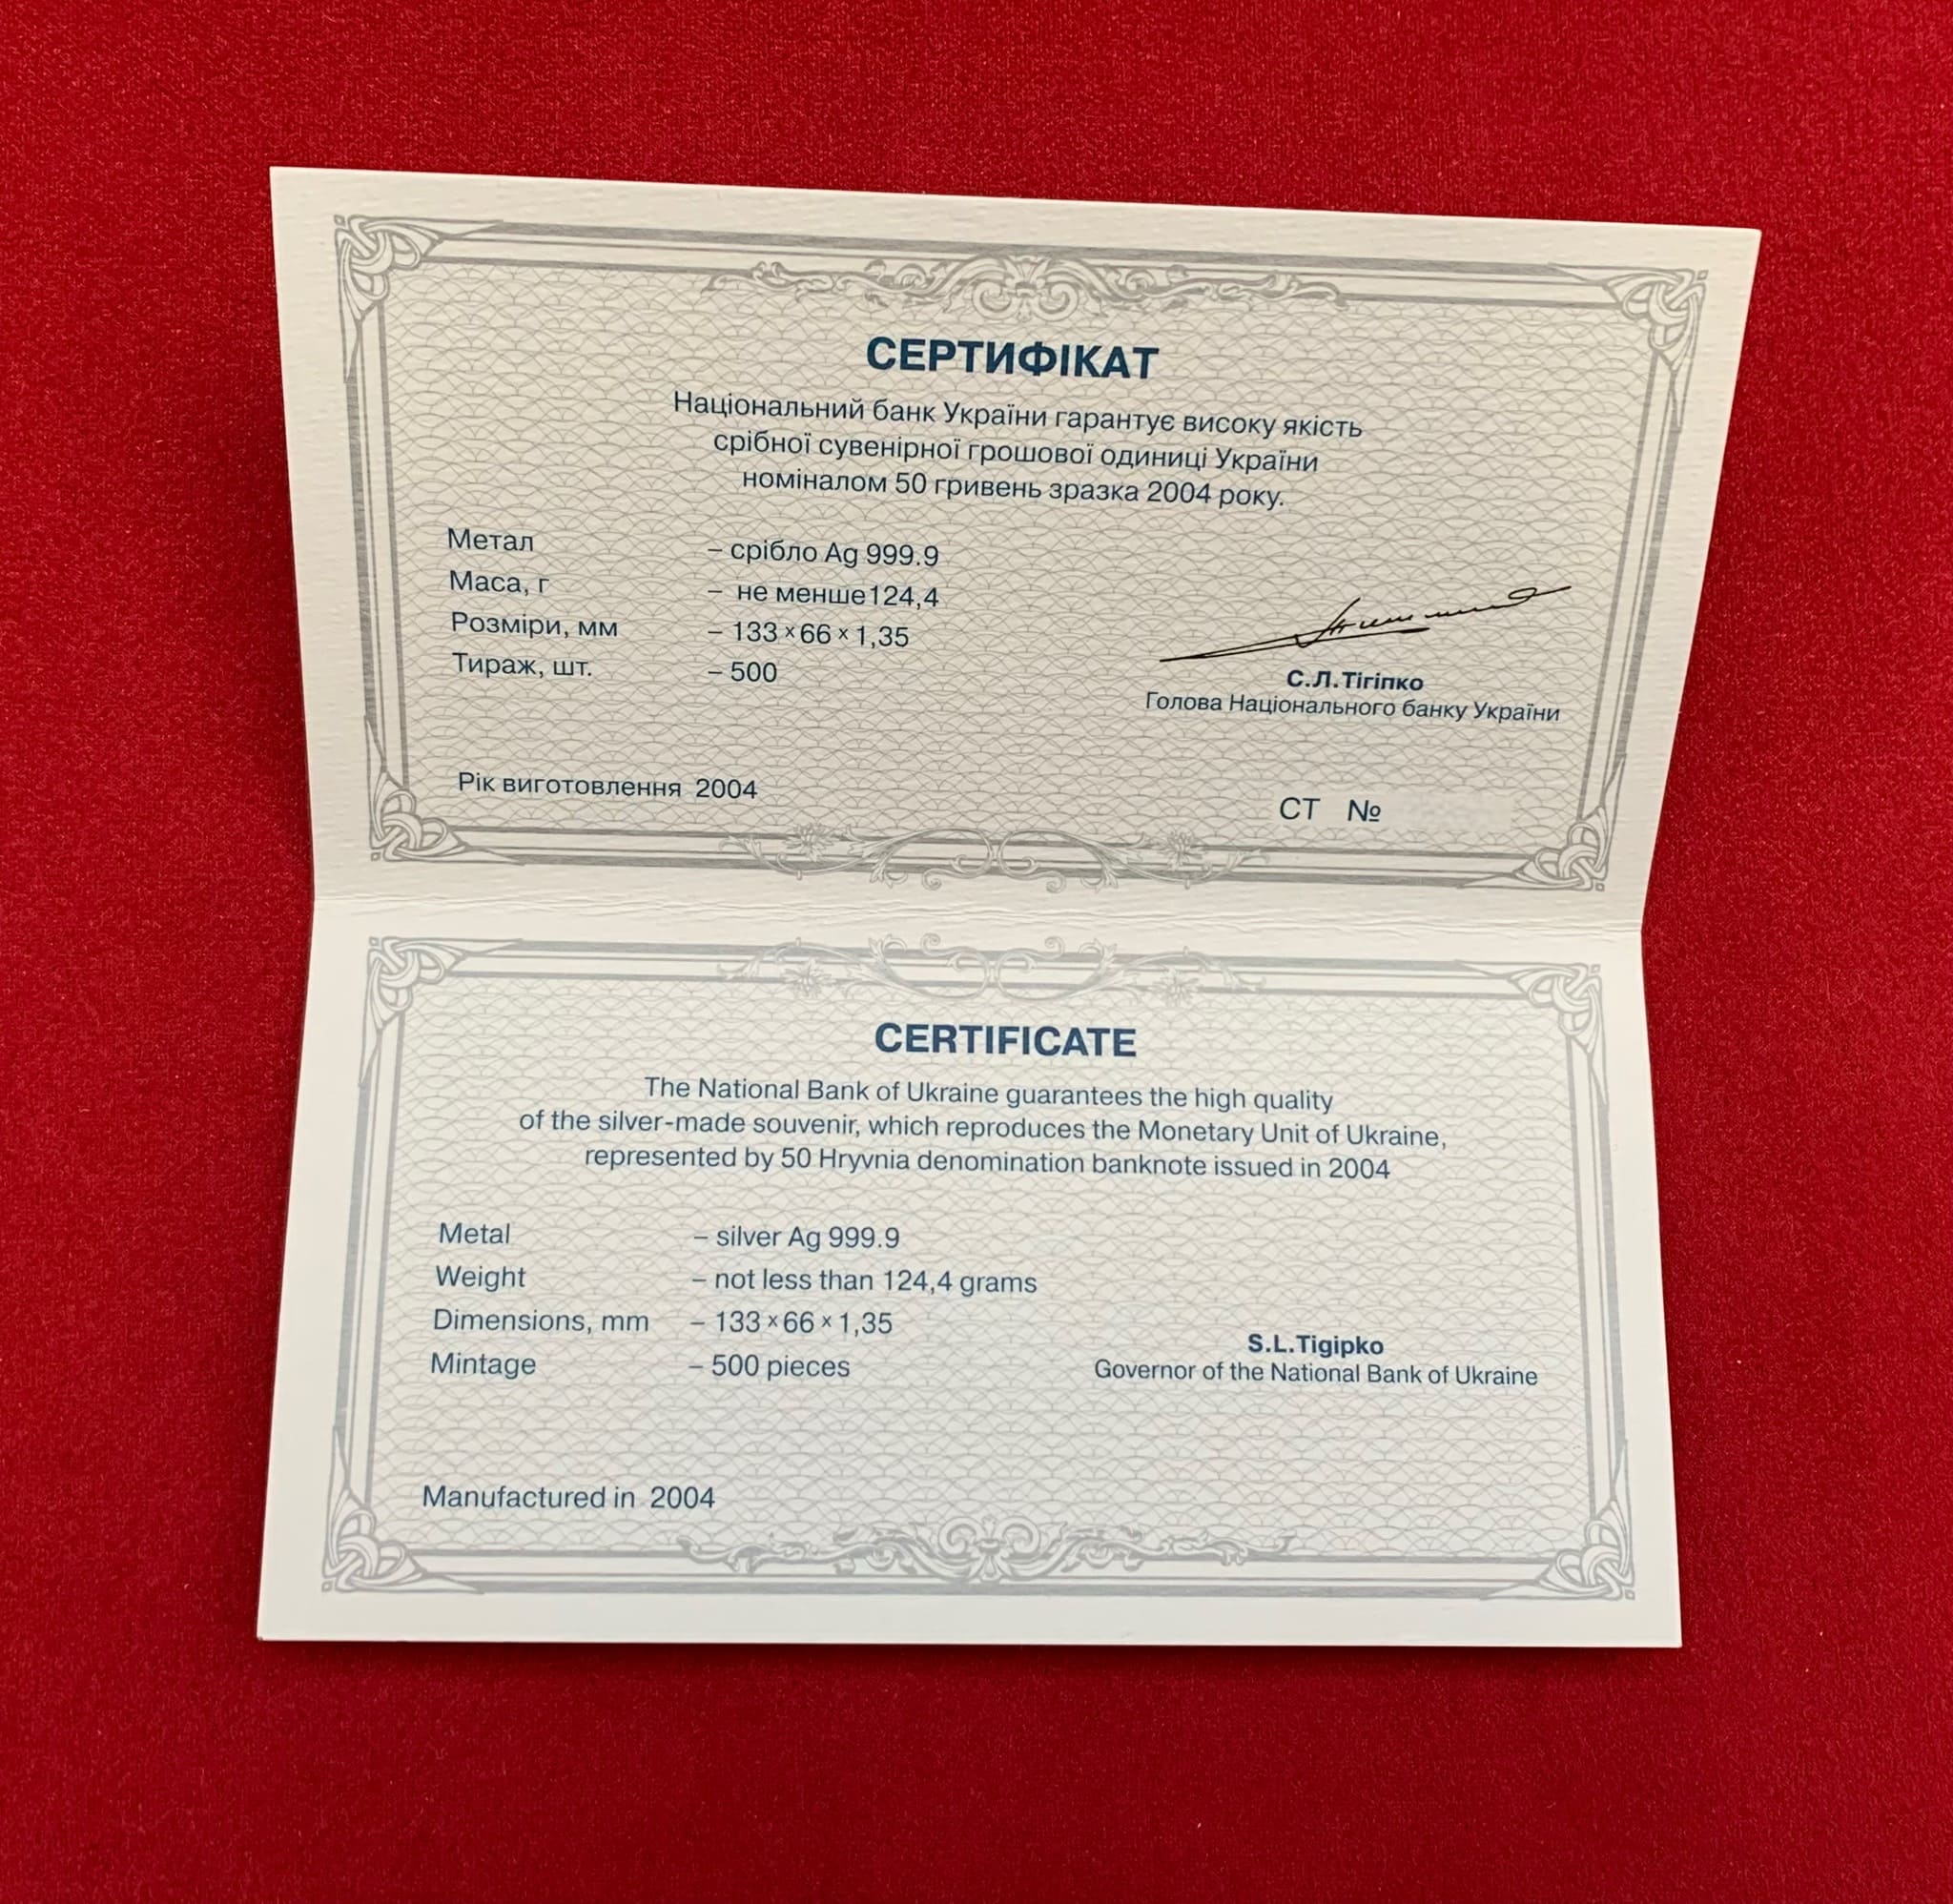 СЕРТИФІКАТ
Національний банк України гарантує високу якість
срібної сувенірної грошової одиниці України
номіналом 50 гривень зразка 2004 року.
Метал – срібло Ag 999.9
Маса, г – не менше124,4
Розміри, мм – 133 x 66 x 1,35
Тираж, шт. – 500
С.Л.Тігіпко
Голова Національного банку України
Рік виготовлення 2004
СТ №
CERTIFICATE
The National Bank of Ukraine guarantees the high quality
of the silver-made souvenir, which reproduces the Monetary Unit of Ukraine,
represented by 50 Hryvnia denomination banknote issued in 2004
Metal – silver Ag 999.9
Weight – not less than 124,4 grams
Dimensions, mm – 133 x 66 x 1,35
Mintage – 500 pieces
S.L.Tigipko
Governor of the National Bank of Ukraine
Manufactured in 2004